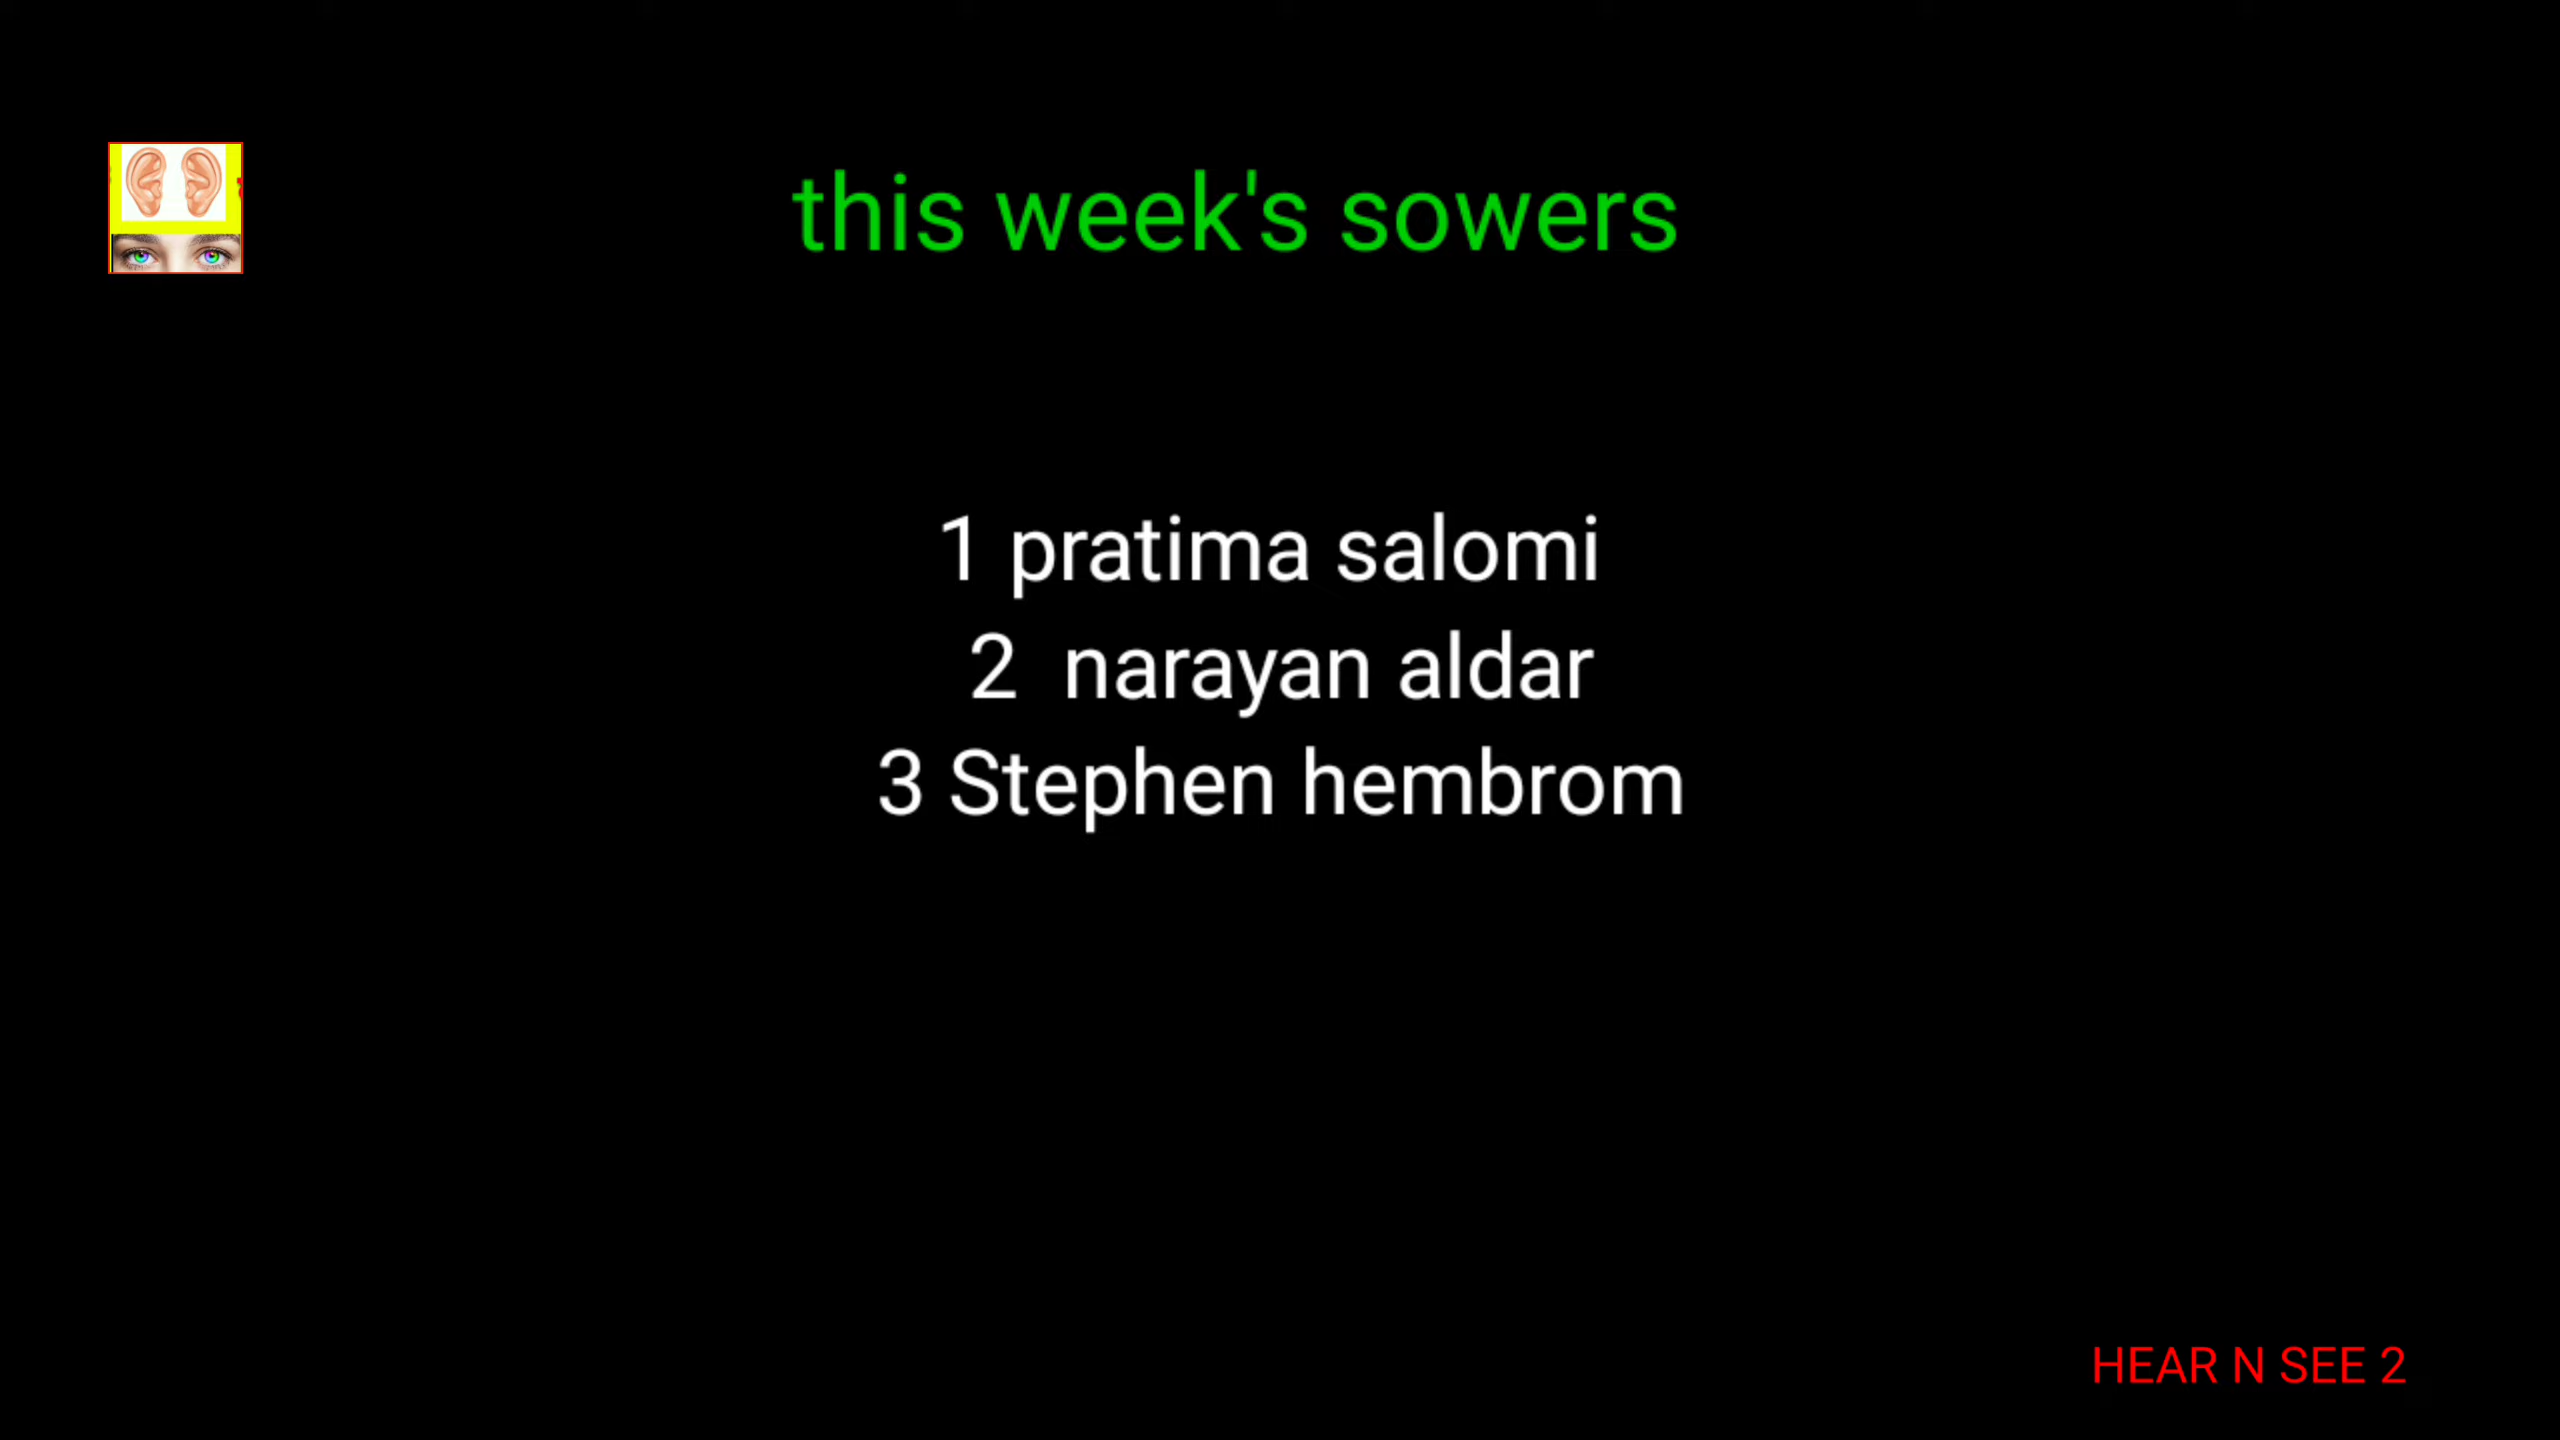 this week's sowers
1 pratima salomi
2  narayan aldar
3 Stephen hembrom
HEAR N SEE 2